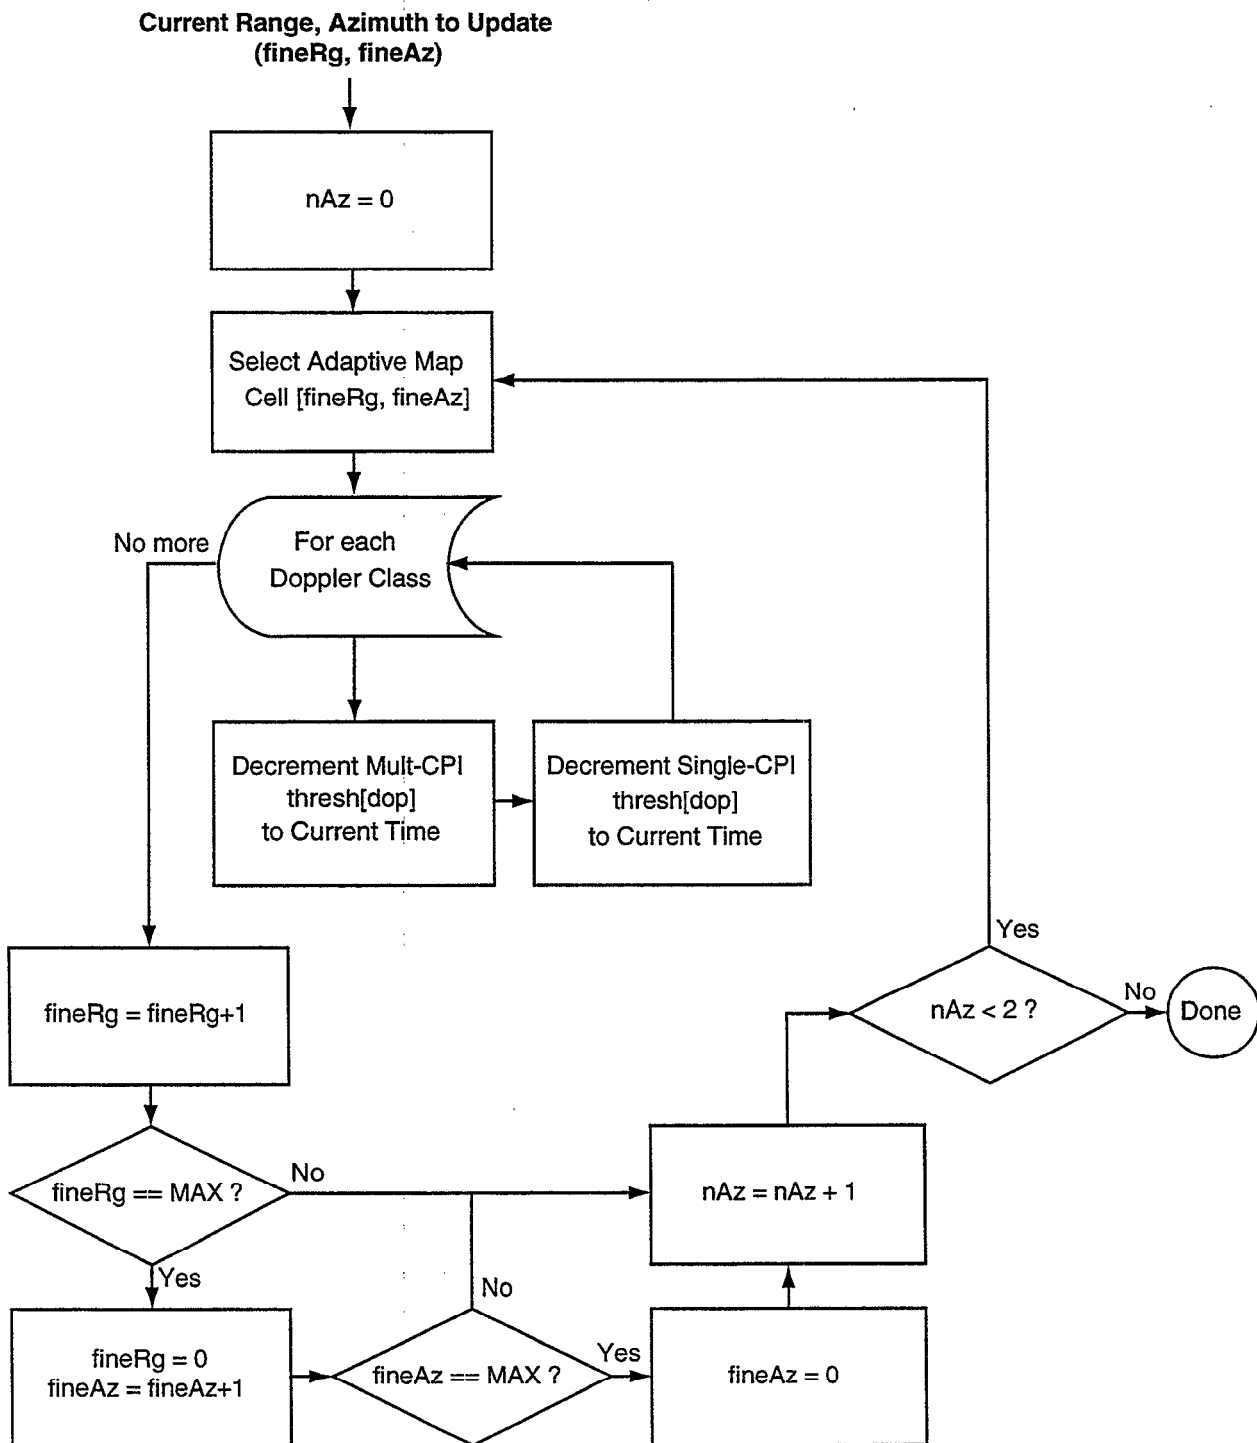 Current Range, Azimuth to Update
(fineRg, fineAz)
nAz = 0
Select Adaptive Map
Cell [fineRg, fineAz]
No more
For each
Doppler Class
Decrement Mult-CPI
thresh[dop]
to Current Time
Decrement Single-CPI
thresh[dop]
to Current Time
Yes
fineRg = fineRg+1
nAz < 2 ?
No
Done
fineRg == MAX ?
No
nAz = nAz + 1
Yes
No
fineRg = 0
fineAz = fineAz+1
fineAz == MAX ?
Yes
fineAz = 0